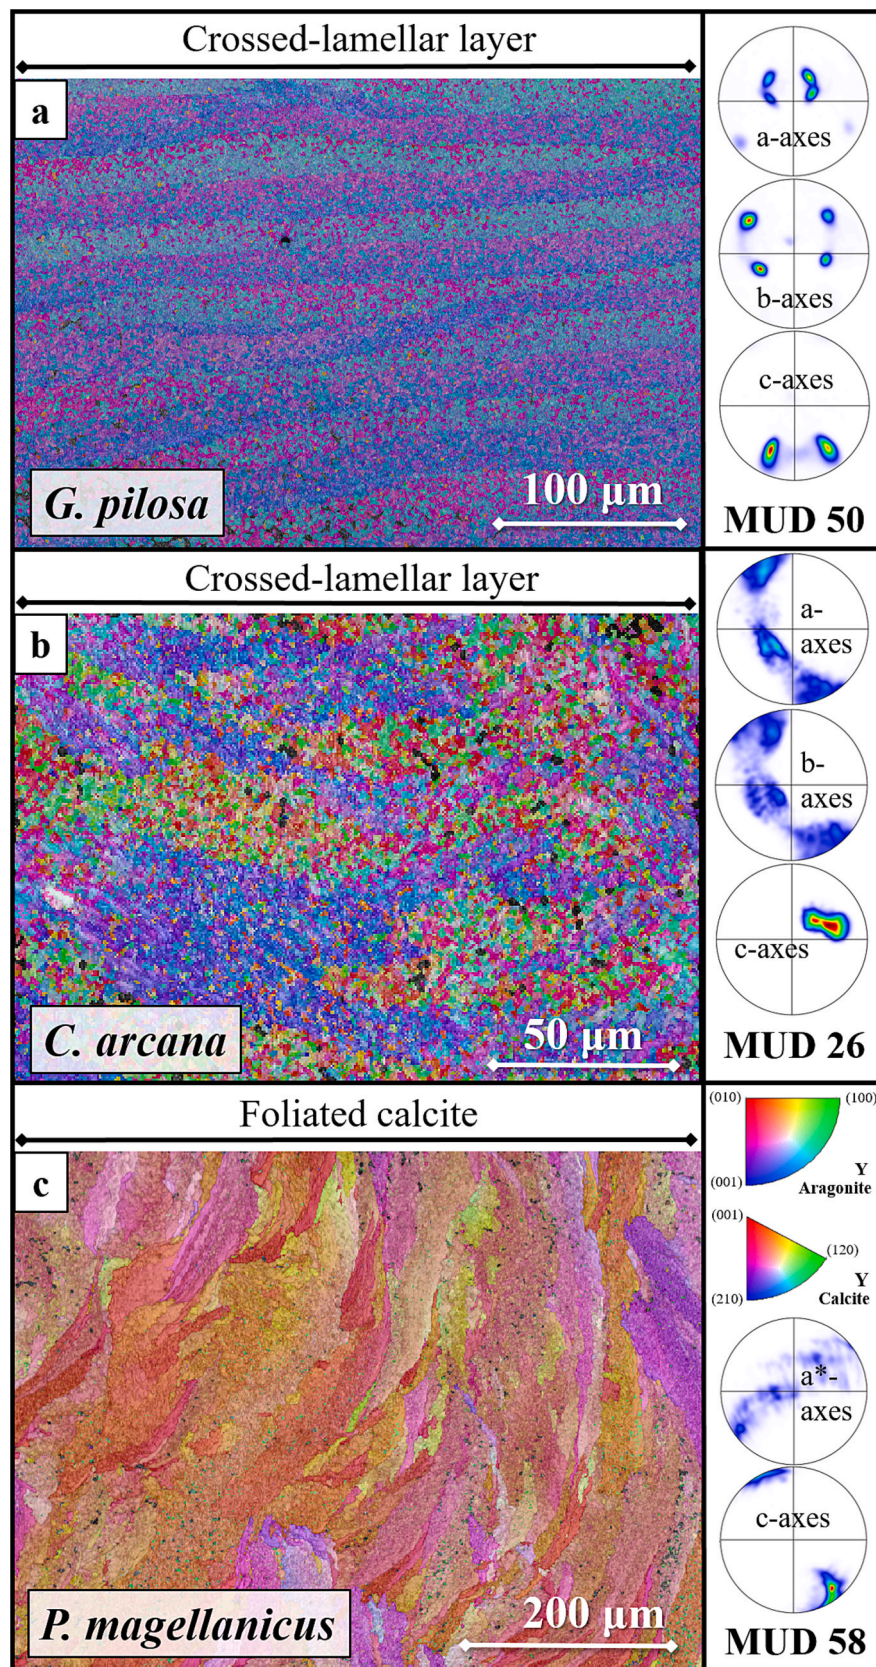 Crossed-lamellar layer
a
G. pilosa
100 µm
a-axes
b-axes
c-axes
MUD 50
Crossed-lamellar layer
b
C. arcana
50 µm
a-
axes
b-
axes
c-axes
MUD 26
Foliated calcite
c
P. magellanicus
200 µm
(010)
(100)
(001)
Y
Aragonite
(001)
(120)
(210)
Y
Calcite
a*-
axes
c-axes
MUD 58